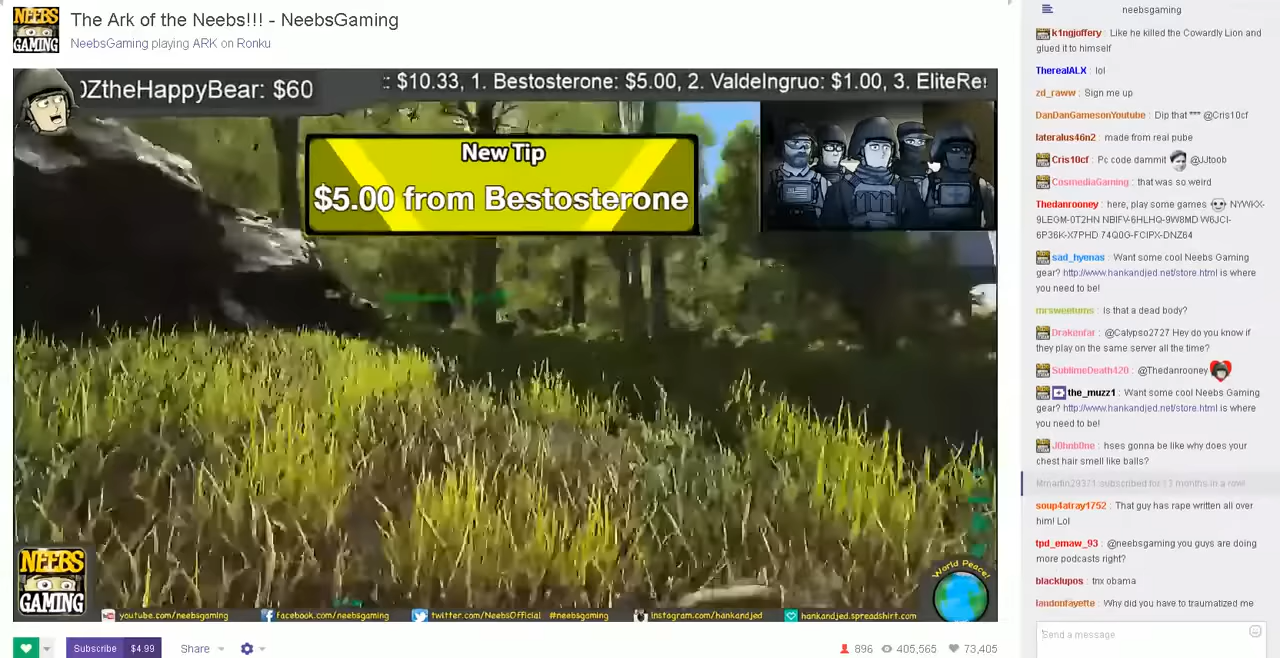 NEEBS
GAMING
The Ark of the Neebs!!! - NeebsGaming
NeebsGaming playing ARK on Ronku
ZtheHappyBear: $60
: $10.33, 1. Bestosterone: $5.00, 2. ValdeIngruo: $1.00, 3. EliteRes
New Tip
$5.00 from Bestosterone
NEEBS
GAMING
World Peace!
youtube.com/neebsgaming
facebook.com/neebsgaming
twitter.com/NeebsOfficial #neebsgaming
instagram.com/hankandjed
hankandjed.spreadshirt.com
Subscribe $4.99
Share
896
405,565
73,405
neebsgaming
k1ngjoffery : Like he killed the Cowardly Lion and
glued it to himself
TherealALX : lol
zd_raww : Sign me up
DanDanGamesonYoutube : Dip that *** @Cris10cf
lateralus46n2 : made from real pube
Cris10cf : Pc code dammit @JJtoob
CosmediaGaming : that was so weird
Thedanrooney : here, play some games NYWKX-
9LEGM-0T2HN NBIFV-6HLHQ-9W8MD W6JCI-
6P36K-X7PHD 74Q0G-FCIPX-DNZ64
sad_hyenas : Want some cool Neebs Gaming
gear? http://www.hankandjed.net/store.html is where
you need to be!
mrsweetums : Is that a dead body?
Drakenfar : @Calypso2727 Hey do you know if
they play on the same server all the time?
SublimeDeath420 : @Thedanrooney
the_muzz1 : Want some cool Neebs Gaming
gear? http://www.hankandjed.net/store.html is where
you need to be!
J0hnb0ne : hses gonna be like why does your
chest hair smell like balls?
Mmartin29371 subscribed for 13 months in a row!
soup4atray1752 : That guy has rape written all over
him! Lol
tpd_emaw_93 : @neebsgaming you guys are doing
more podcasts right?
blacklupos : tnx obama
landonfayette : Why did you have to traumatized me
Send a message